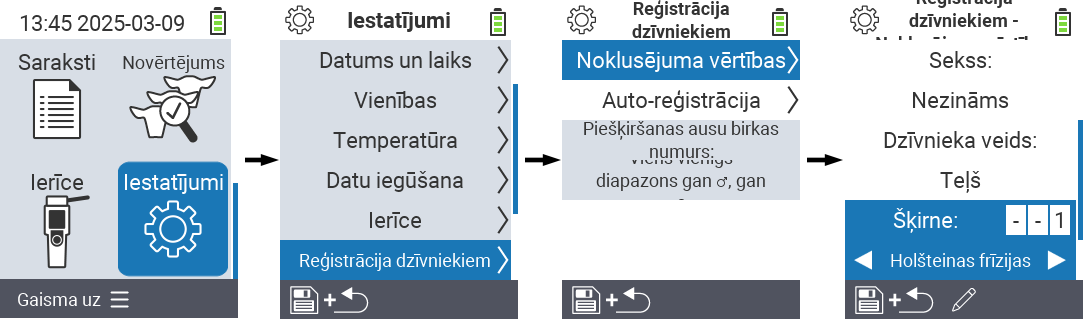 13:45 2025-03-09
Saraksti
Novērtējums
Ierīce
Iestatījumi
Gaisma uz
Iestatījumi
Datums un laiks
Vienības
Temperatūra
Datu iegūšana
Ierīce
Reģistrācija dzīvniekiem
+
Reģistrācija
dzīvniekiem
Noklusējuma vērtības
Auto-reģistrācija
Piešķiršanas ausu birkas
numurs:
viens vienīgs
diapazons gan ♂, gan
+
Reģistrācija
dzīvniekiem -
Sekss:
Nezināms
Dzīvnieka veids:
Teļš
Šķirne: - - 1
Holšteinas frīzijas
+